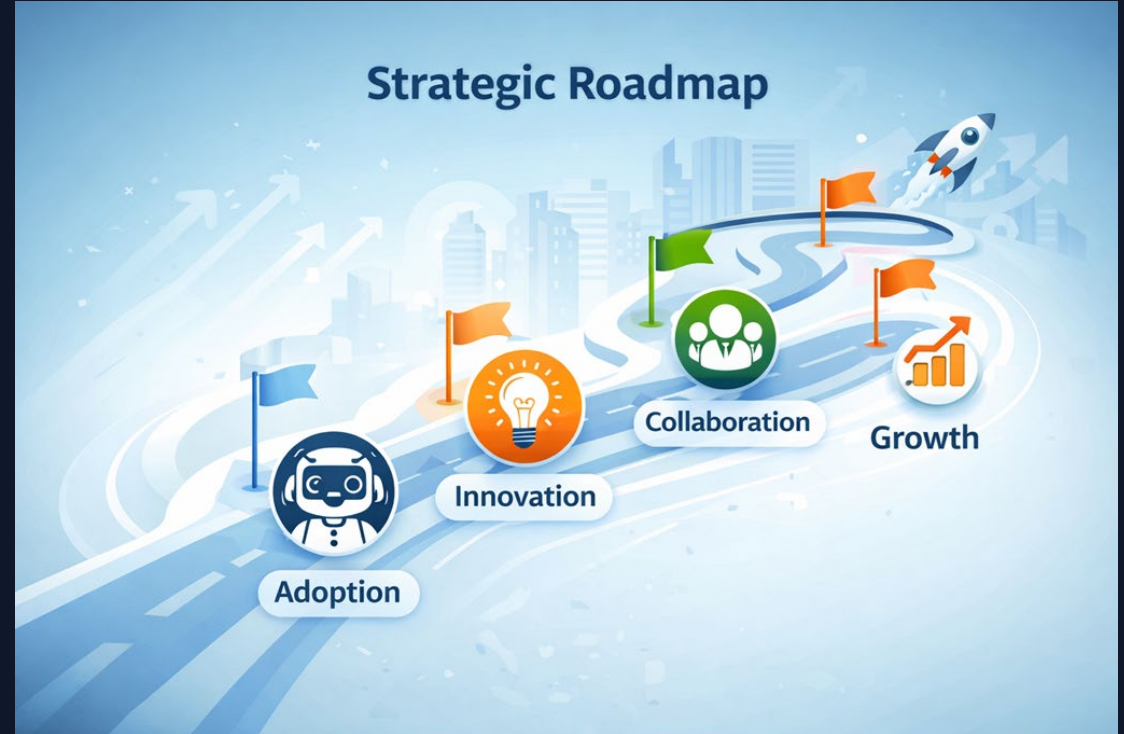 Strategic Roadmap
Adoption
Innovation
Collaboration
Growth